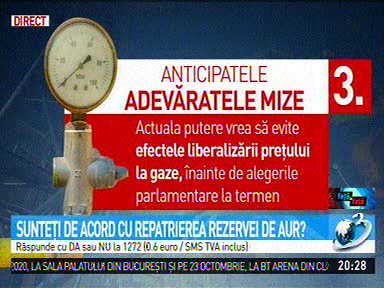 DIRECT
ANTICIPATELE
ADEVĂRATELE MIZE
3.
Actuala putere vrea să evite
efectele liberalizării prețului
la gaze, înainte de alegerile
parlamentare la termen
SUNTEȚI DE ACORD CU REPATRIEREA REZERVEI DE AUR?
Răspunde cu DA sau NU la 1272 (0.6 euro / SMS TVA inclus)
2020, LA SALA PALATULUI DIN BUCUREȘTI ȘI PE 23 OCTOMBRIE, LA BT ARENA DIN
20:28